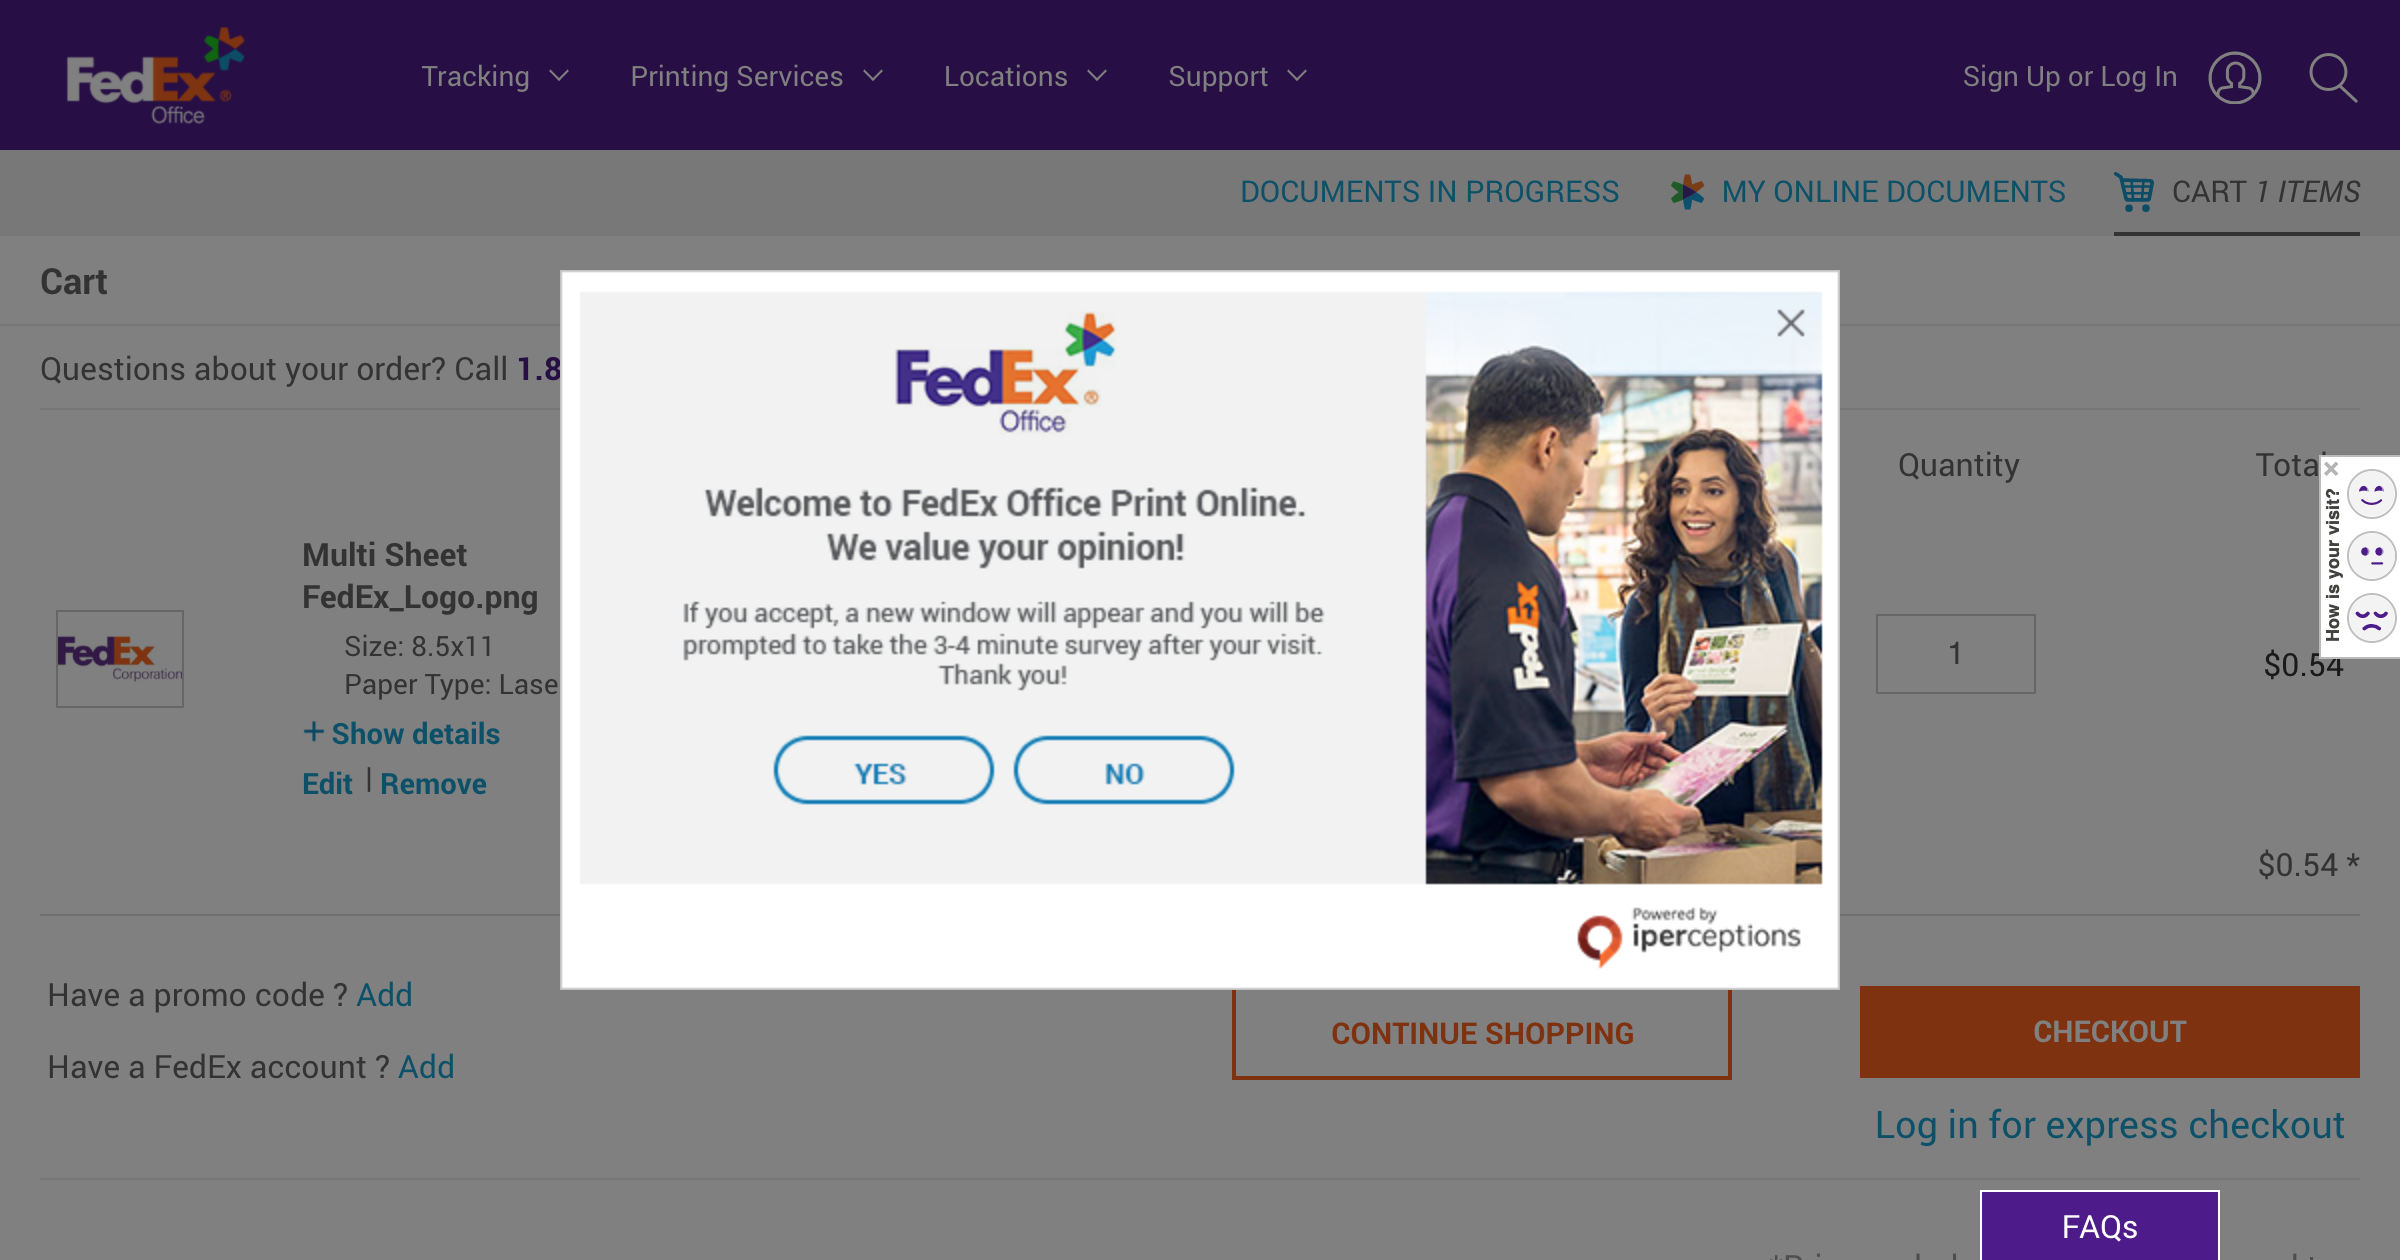 FedEx®
Office
Tracking
Printing Services
Locations
Support
Sign Up or Log In
DOCUMENTS IN PROGRESS
MY ONLINE DOCUMENTS
CART 1 ITEMS
Cart
Questions about your order? Call 1.8
Quantity
Multi Sheet
FedEx_Logo.png
Size: 8.5x11
Paper Type: Lase
+ Show details
Edit | Remove
FedEx
Corporation
1
$0.54
$0.54 *
How is your visit?
FedEx®
Office
Welcome to FedEx Office Print Online.
We value your opinion!
If you accept, a new window will appear and you will be
prompted to take the 3-4 minute survey after your visit.
Thank you!
YES
NO
FedEx
Powered by
iperceptions
Have a promo code ? Add
Have a FedEx account ? Add
CONTINUE SHOPPING
CHECKOUT
Log in for express checkout
FAQs